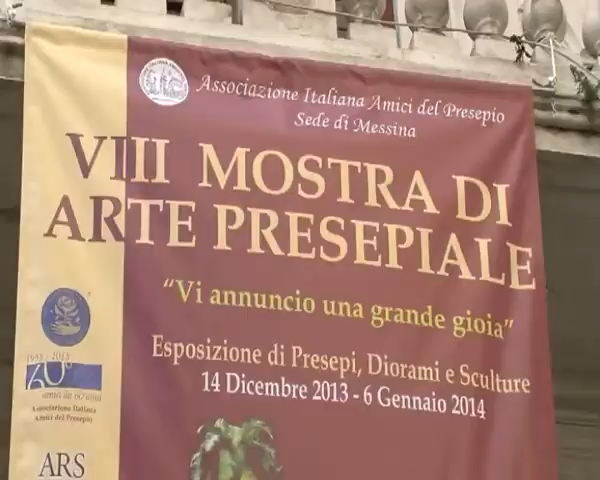 Associazione Italiana Amici del Presepio
Sede di Messina
VIII MOSTRA DI
ARTE PRESEPIALE
"Vi annuncio una grande gioia"
Esposizione di Presepi, Diorami e Sculture
14 Dicembre 2013 - 6 Gennaio 2014
1953 - 2013
60°
amici da 60 anni
Associazione Italiana
Amici del Presepio
ARS